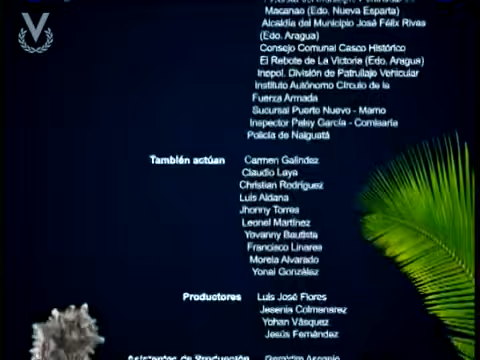 Macanao (Edo. Nueva Esparta)
Alcaldía del Municipio José Félix Rivas
(Edo. Aragua)
Consejo Comunal Casco Histórico
El Rebote de La Victoria (Edo. Aragua)
Inepol. División de Patrullaje Vehicular
Instituto Autónomo Círculo de la
Fuerza Armada
Sucursal Puerto Nuevo - Mamo
Inspector Patsy García - Comisaría
Policía de Naiguatá
También actúan Carmen Galíndez
Claudio Laya
Christian Rodríguez
Luis Aldana
Jhonny Torres
Leonel Martínez
Yovanny Bautista
Francisco Linares
Morela Alvarado
Yonai González
Productores Luis José Flores
Jesenia Colmenarez
Yohan Vásquez
Jesús Fernández
Asistentes de Producción